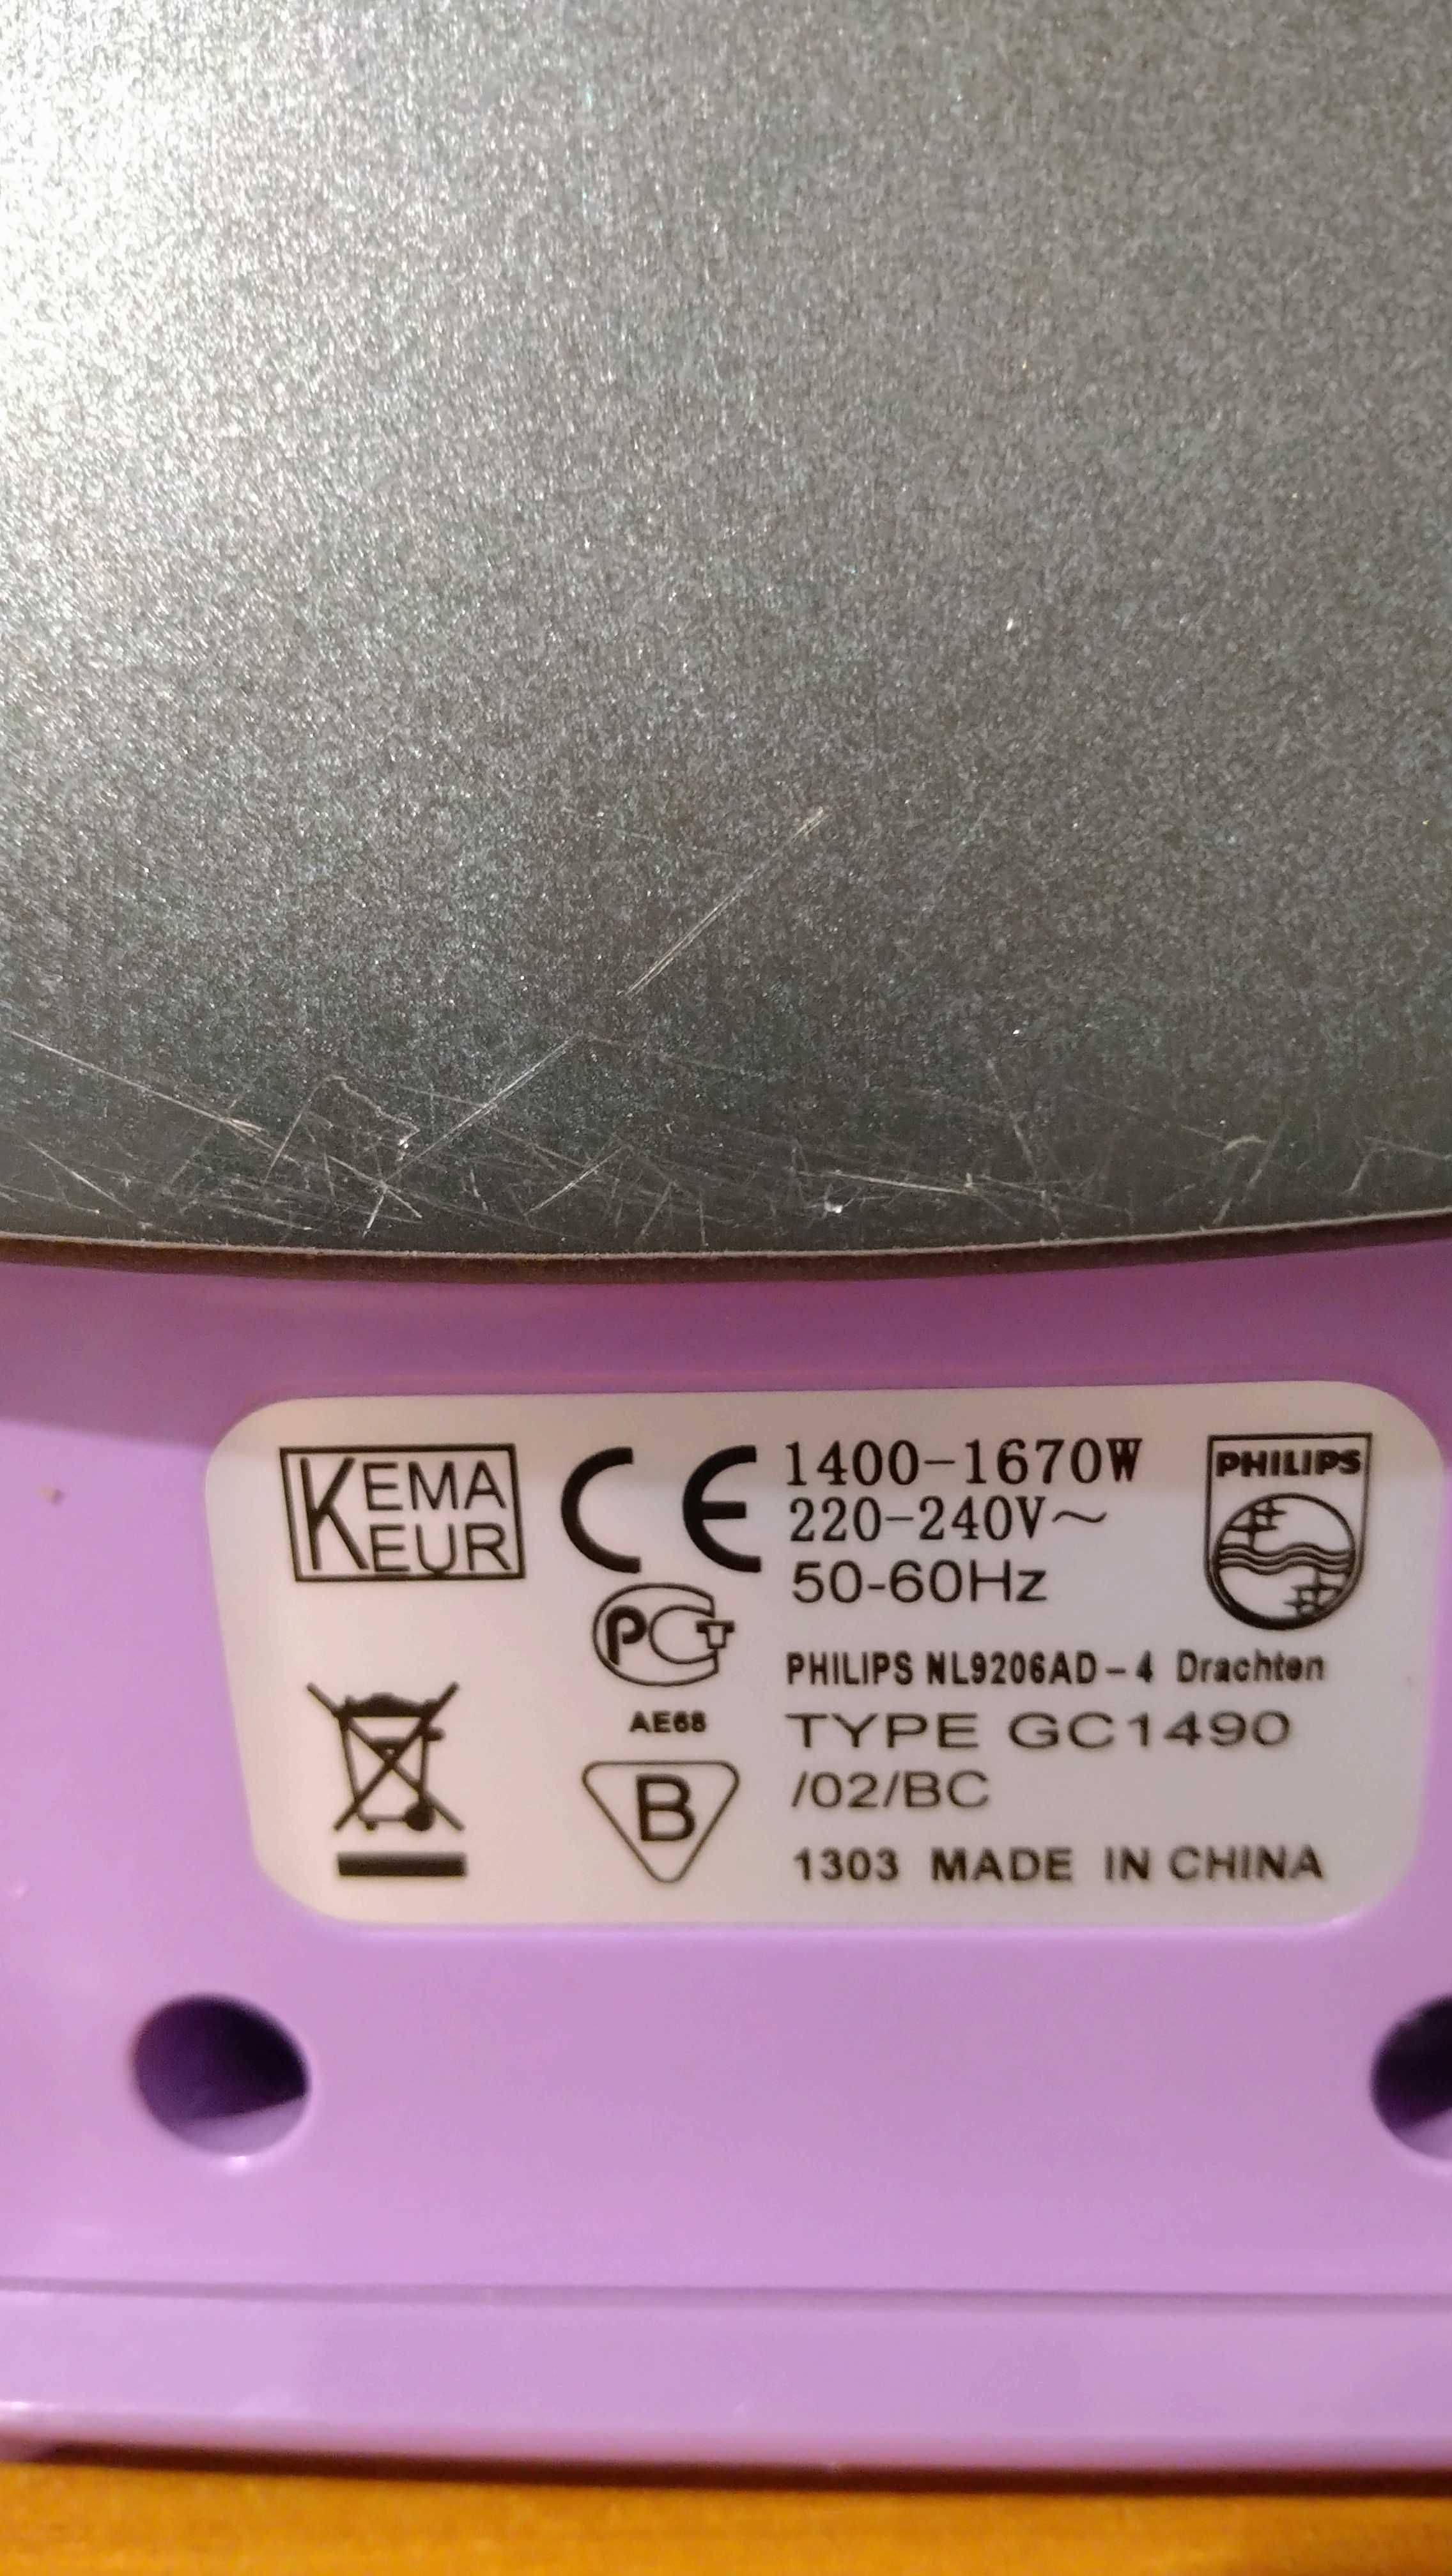 KEMA
KEUR
CE
1400-1670W
220-240V~
50-60Hz
PHILIPS
PHILIPS NL9206AD-4 Drachten
PCT
AE68
TYPE GC1490
/02/BC
B
1303 MADE IN CHINA